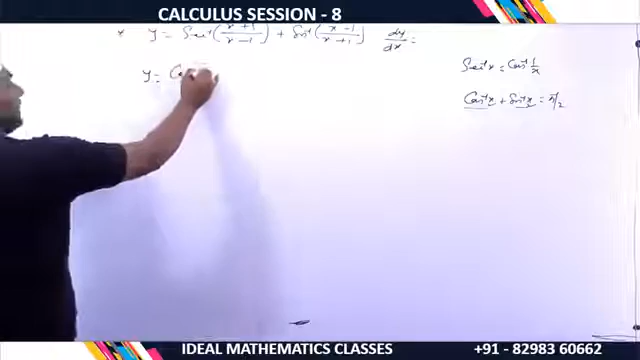 CALCULUS SESSION - 8
* y = Sec⁻¹(x+1/x-1) + Sin⁻¹(x-1/x+1) dy/dx =
Sec⁻¹x = Cos⁻¹ 1/x
y = Co
Cos⁻¹x + Sin⁻¹x = π/2
IDEAL MATHEMATICS CLASSES +91 - 82983 60662